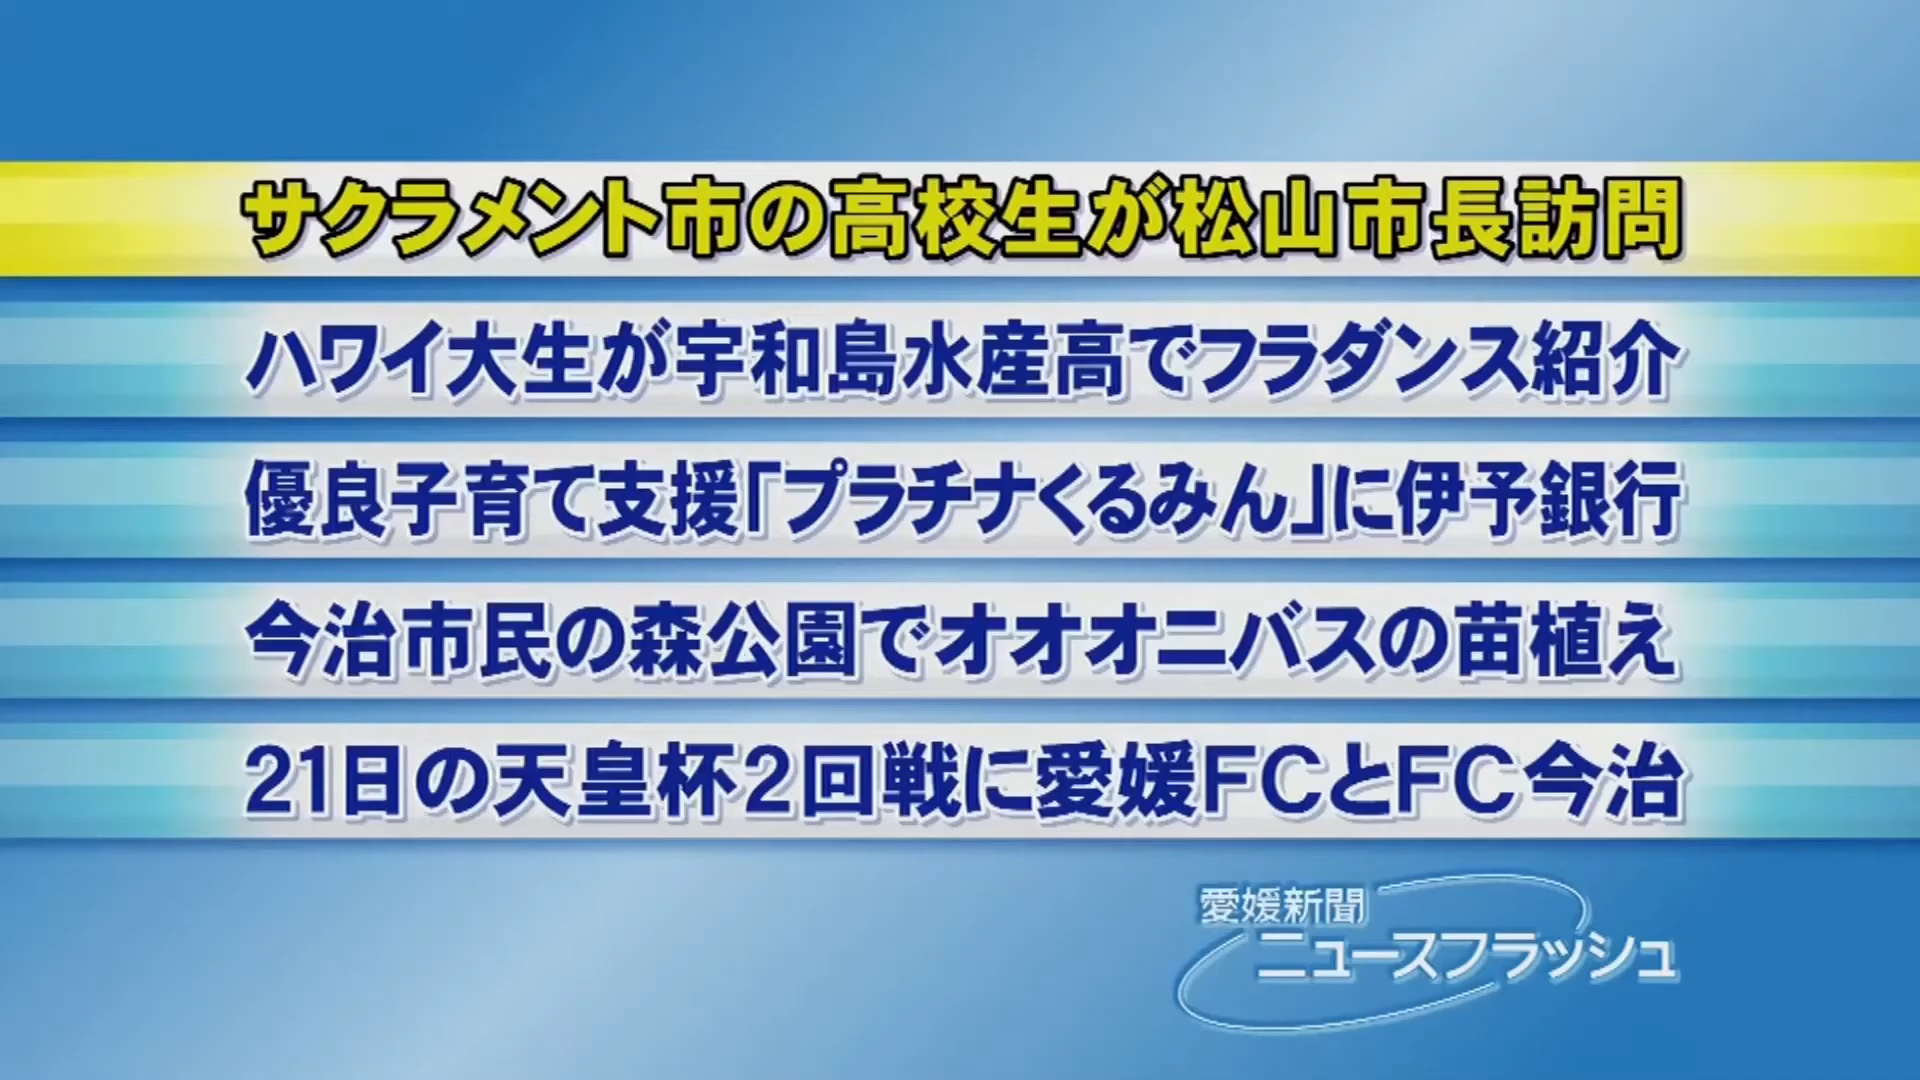 サクラメント市の高校生が松山市長訪問
ハワイ大生が宇和島水産高でフラダンス紹介
優良子育て支援「プラチナくるみん」に伊予銀行
今治市民の森公園でオオオニバスの苗植え
21日の天皇杯2回戦に愛媛FCとFC今治
愛媛新聞
ニュースフラッシュ